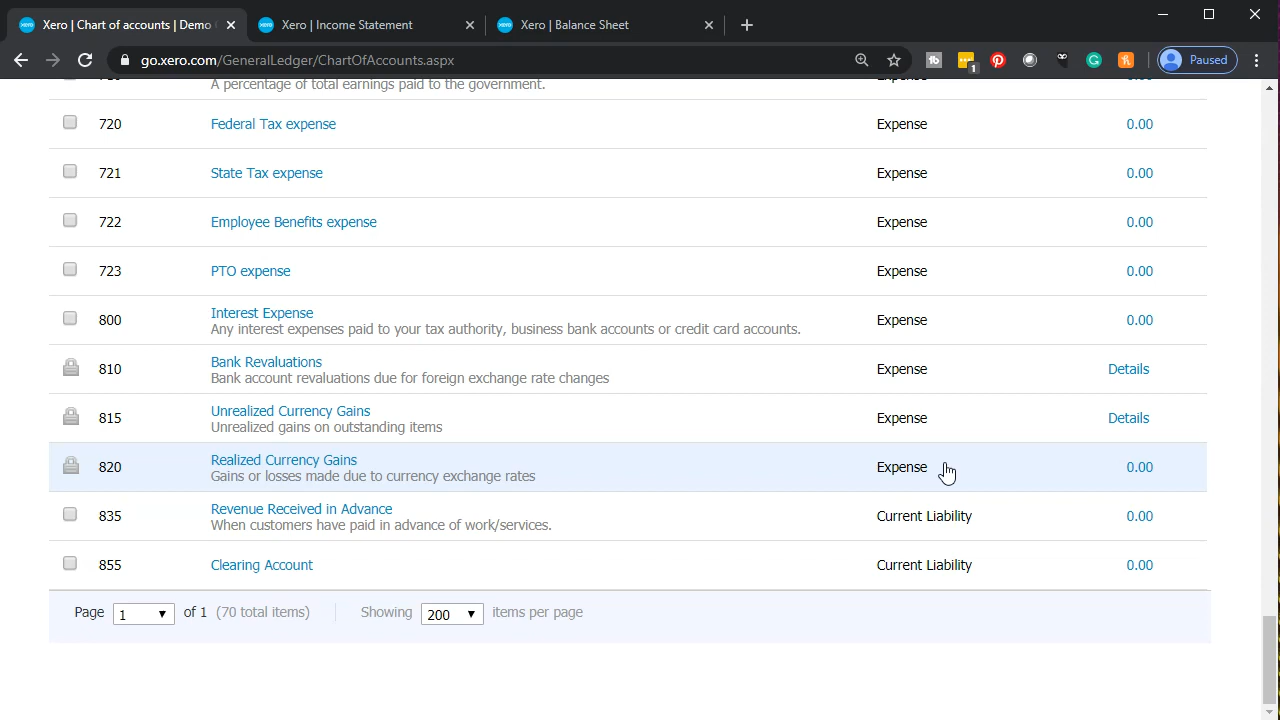 Xero | Chart of accounts | Demo
Xero | Income Statement
Xero | Balance Sheet
go.xero.com/GeneralLedger/ChartOfAccounts.aspx
1
Paused
A percentage of total earnings paid to the government.
Expense
0.00
720 Federal Tax expense Expense 0.00
721 State Tax expense Expense 0.00
722 Employee Benefits expense Expense 0.00
723 PTO expense Expense 0.00
800 Interest Expense Expense 0.00
Any interest expenses paid to your tax authority, business bank accounts or credit card accounts.
810 Bank Revaluations Expense Details
Bank account revaluations due for foreign exchange rate changes
815 Unrealized Currency Gains Expense Details
Unrealized gains on outstanding items
820 Realized Currency Gains Expense 0.00
Gains or losses made due to currency exchange rates
835 Revenue Received in Advance Current Liability 0.00
When customers have paid in advance of work/services.
855 Clearing Account Current Liability 0.00
Page 1 of 1 (70 total items) Showing 200 items per page